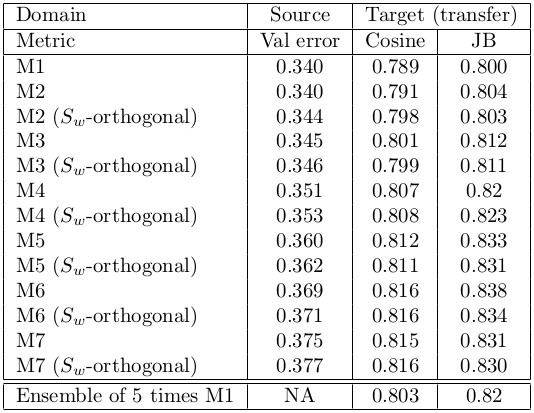 Domain Source Target (transfer)
Metric Val error Cosine JB
M1 0.340 0.789 0.800
M2 0.340 0.791 0.804
M2 (S_w-orthogonal) 0.344 0.798 0.803
M3 0.345 0.801 0.812
M3 (S_w-orthogonal) 0.346 0.799 0.811
M4 0.351 0.807 0.82
M4 (S_w-orthogonal) 0.353 0.808 0.823
M5 0.360 0.812 0.833
M5 (S_w-orthogonal) 0.362 0.811 0.831
M6 0.369 0.816 0.838
M6 (S_w-orthogonal) 0.371 0.816 0.834
M7 0.375 0.815 0.831
M7 (S_w-orthogonal) 0.377 0.816 0.830
Ensemble of 5 times M1 NA 0.803 0.82